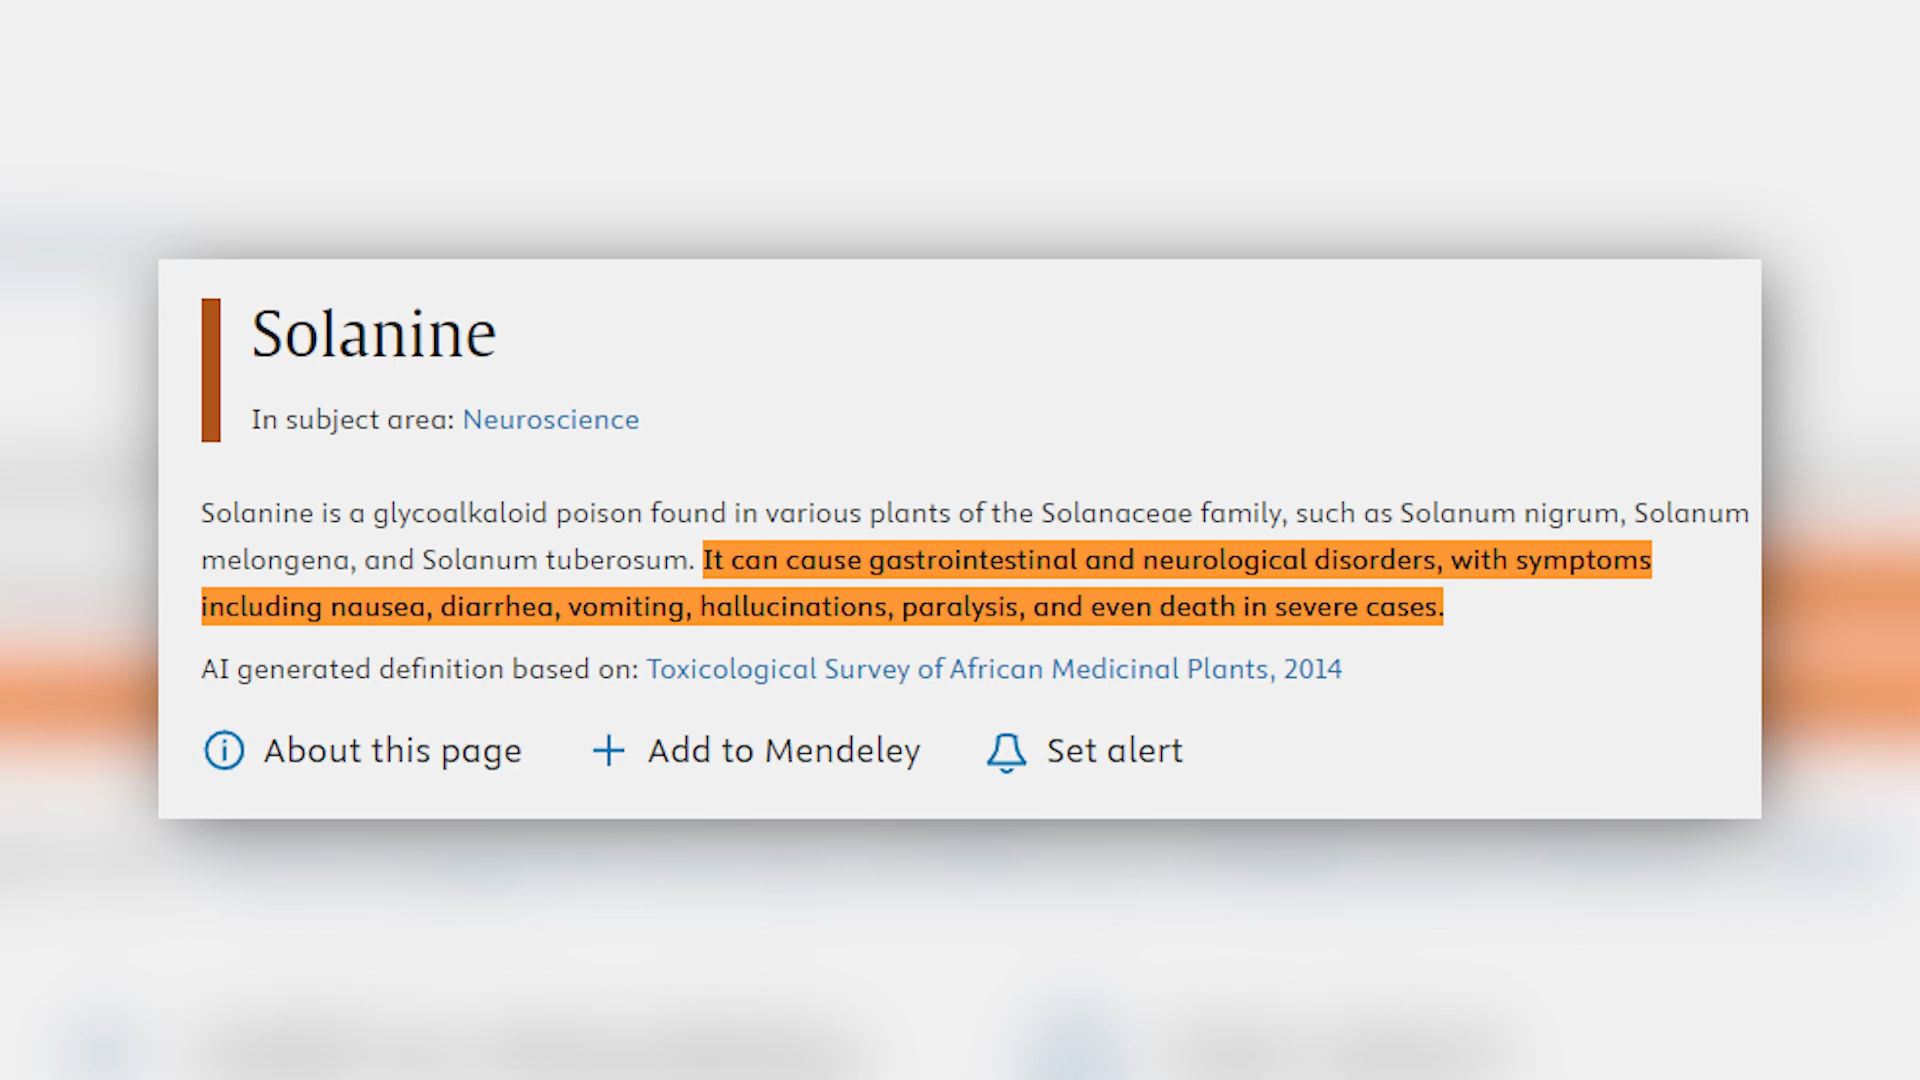 Solanine
In subject area: Neuroscience
Solanine is a glycoalkaloid poison found in various plants of the Solanaceae family, such as Solanum nigrum, Solanum
melongena, and Solanum tuberosum. It can cause gastrointestinal and neurological disorders, with symptoms
including nausea, diarrhea, vomiting, hallucinations, paralysis, and even death in severe cases.
AI generated definition based on: Toxicological Survey of African Medicinal Plants, 2014
About this page Add to Mendeley Set alert